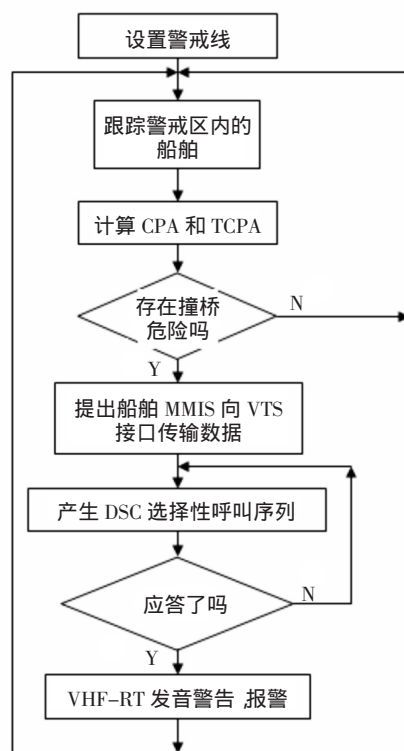 设置警戒线
跟踪警戒区内的
船舶
计算 CPA 和 TCPA
存在撞桥
危险吗
N
Y
提出船舶 MMIS 向 VTS
接口传输数据
产生 DSC 选择性呼叫序列
应答了吗
N
Y
VHF-RT 发音警告 ,报警